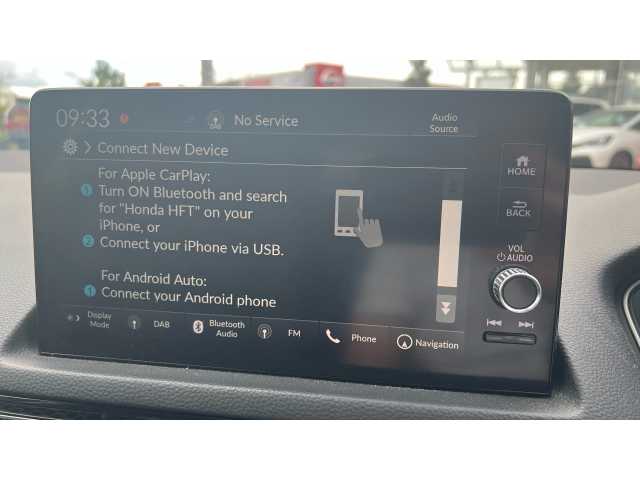 09:33
DAB
No Service
Audio
Source
Connect New Device
For Apple CarPlay:
1 Turn ON Bluetooth and search
for "Honda HFT" on your
iPhone, or
2 Connect your iPhone via USB.
For Android Auto:
1 Connect your Android phone
Display
Mode
DAB
Bluetooth
Audio
FM
Phone
Navigation
HOME
BACK
VOL
AUDIO